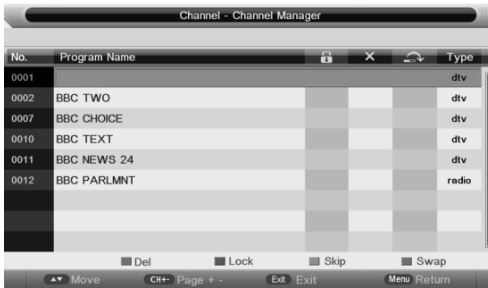 Channel - Channel Manager
No. Program Name Type
0001 dtv
0002 BBC TWO dtv
0007 BBC CHOICE dtv
0010 BBC TEXT dtv
0011 BBC NEWS 24 dtv
0012 BBC PARLMNT radio
Del Lock Skip Swap
Move CH+- Page + - Exit Exit Menu Return